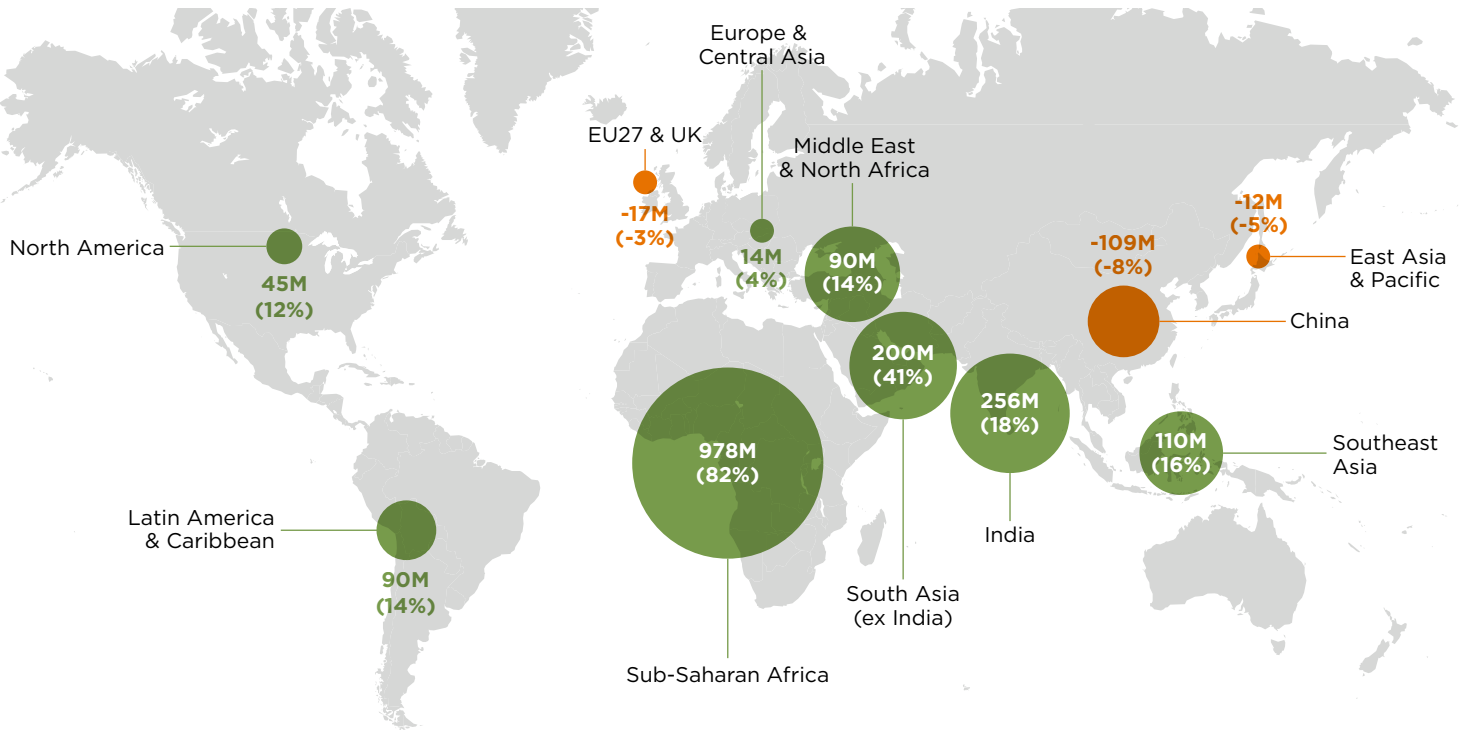 Europe &
Central Asia
14M
(4%)
EU27 & UK
-17M
(-3%)
Middle East
& North Africa
90M
(14%)
North America
45M
(12%)
-12M
(-5%)
East Asia
& Pacific
-109M
(-8%)
China
200M
(41%)
South Asia
(ex India)
256M
(18%)
India
110M
(16%)
Southeast
Asia
978M
(82%)
Sub-Saharan Africa
Latin America
& Caribbean
90M
(14%)